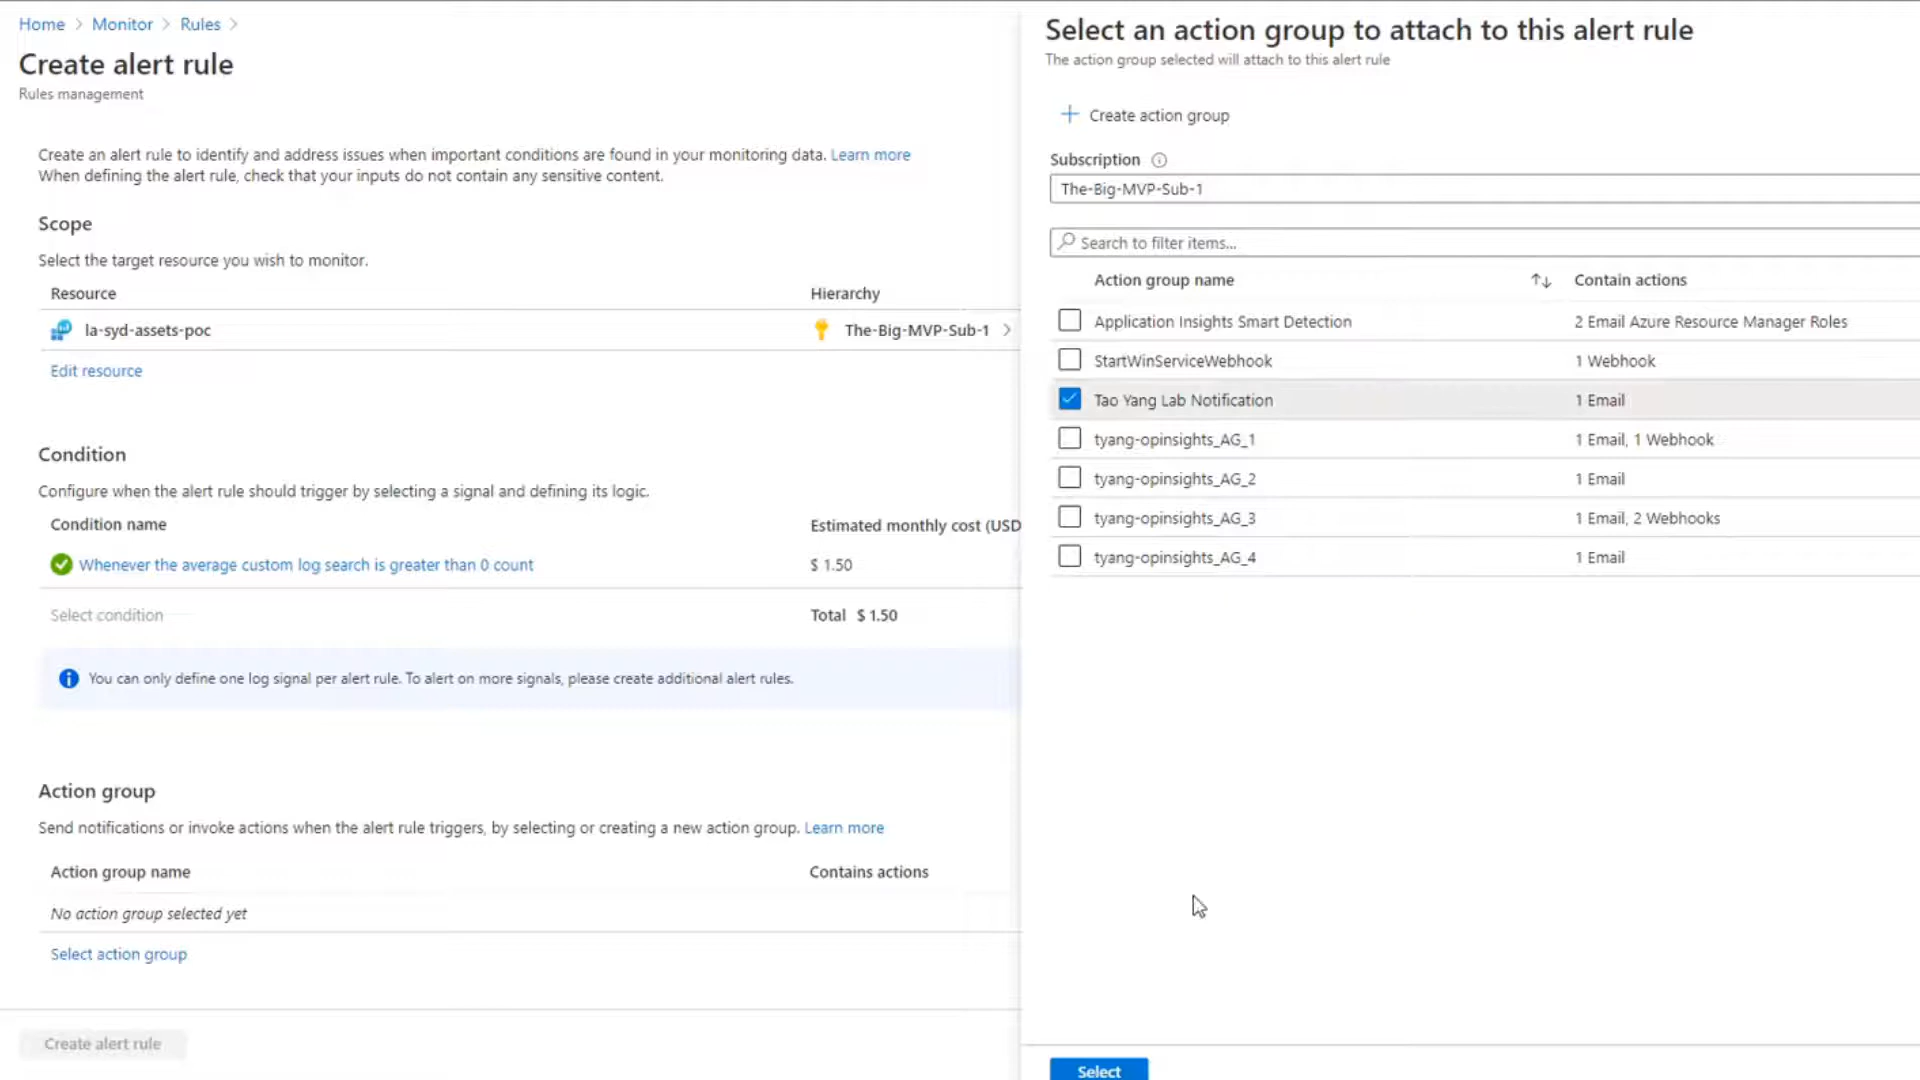 Home > Monitor > Rules >
Create alert rule
Rules management
Create an alert rule to identify and address issues when important conditions are found in your monitoring data. Learn more
When defining the alert rule, check that your inputs do not contain any sensitive content.
Scope
Select the target resource you wish to monitor.
Resource Hierarchy
la-syd-assets-poc The-Big-MVP-Sub-1 >
Edit resource
Condition
Configure when the alert rule should trigger by selecting a signal and defining its logic.
Condition name Estimated monthly cost (USD
Whenever the average custom log search is greater than 0 count $ 1.50
Select condition Total $ 1.50
You can only define one log signal per alert rule. To alert on more signals, please create additional alert rules.
Action group
Send notifications or invoke actions when the alert rule triggers, by selecting or creating a new action group. Learn more
Action group name Contains actions
No action group selected yet
Select action group
Create alert rule
Select an action group to attach to this alert rule
The action group selected will attach to this alert rule
+ Create action group
Subscription
The-Big-MVP-Sub-1
Search to filter items...
Action group name Contain actions
Application Insights Smart Detection 2 Email Azure Resource Manager Roles
StartWinServiceWebhook 1 Webhook
Tao Yang Lab Notification 1 Email
tyang-opinsights_AG_1 1 Email, 1 Webhook
tyang-opinsights_AG_2 1 Email
tyang-opinsights_AG_3 1 Email, 2 Webhooks
tyang-opinsights_AG_4 1 Email
Select